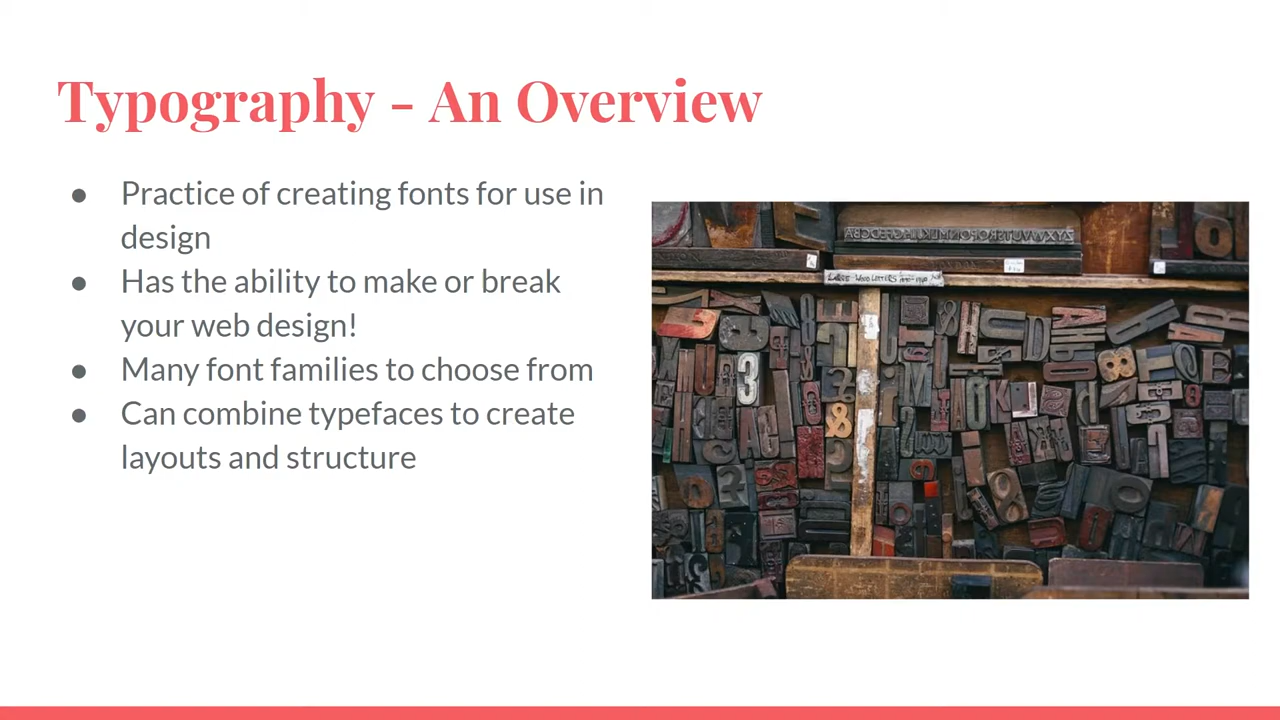 Typography - An Overview
● Practice of creating fonts for use in
design
● Has the ability to make or break
your web design!
● Many font families to choose from
● Can combine typefaces to create
layouts and structure